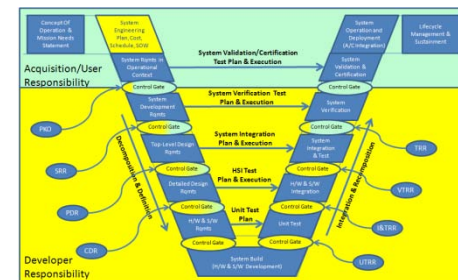 Concept Of
Operation &
Mission Needs
Statement
System
Engineering
Plan, Cost,
Schedule, SOW
System
Operation and
Deployment
(A/C Integration)
Lifecycle
Management &
Sustainment
System Rqmts in
Operational
Context
System Validation/Certification
Test Plan & Execution
System
Validation &
Certification
Acquisition/User
Responsibility
Control Gate
Control Gate
System
Development
Rqmts
System Verification Test
Plan & Execution
System
Verification
PKO
Control Gate
Control Gate
SRR
Top Level Design
Rqmts
System Integration
Plan & Execution
System
Integration
& Test
TRR
Control Gate
Control Gate
Decomposition & Definition
Integration & Recomposition
PDR
Detailed Design
Rqmts
HSI Test
Plan & Execution
H/W & S/W
Integration
VTRR
Control Gate
Control Gate
CDR
H/W & S/W
Rqmts
Unit Test Plan
Unit Test
I&TRR
Control Gate
Control Gate
System Build
(H/W & S/W Development)
UTRR
Developer
Responsibility